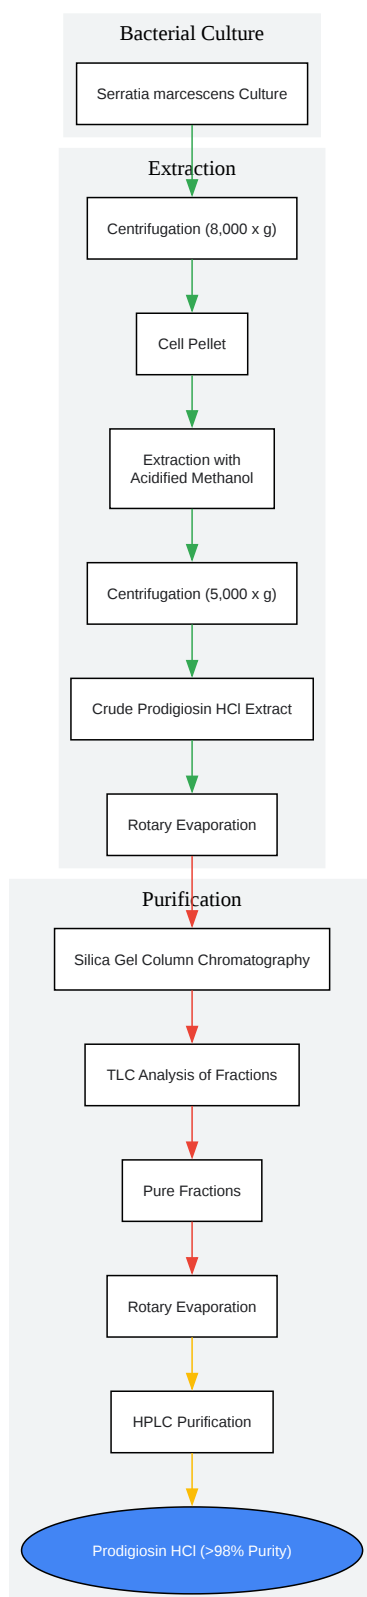 Bacterial Culture
Serratia marcescens Culture
Extraction
Centrifugation (8,000 x g)
Cell Pellet
Extraction with
Acidified Methanol
Centrifugation (5,000 x g)
Crude Prodigiosin HCl Extract
Rotary Evaporation
Purification
Silica Gel Column Chromatography
TLC Analysis of Fractions
Pure Fractions
Rotary Evaporation
HPLC Purification
Prodigiosin HCl (>98% Purity)